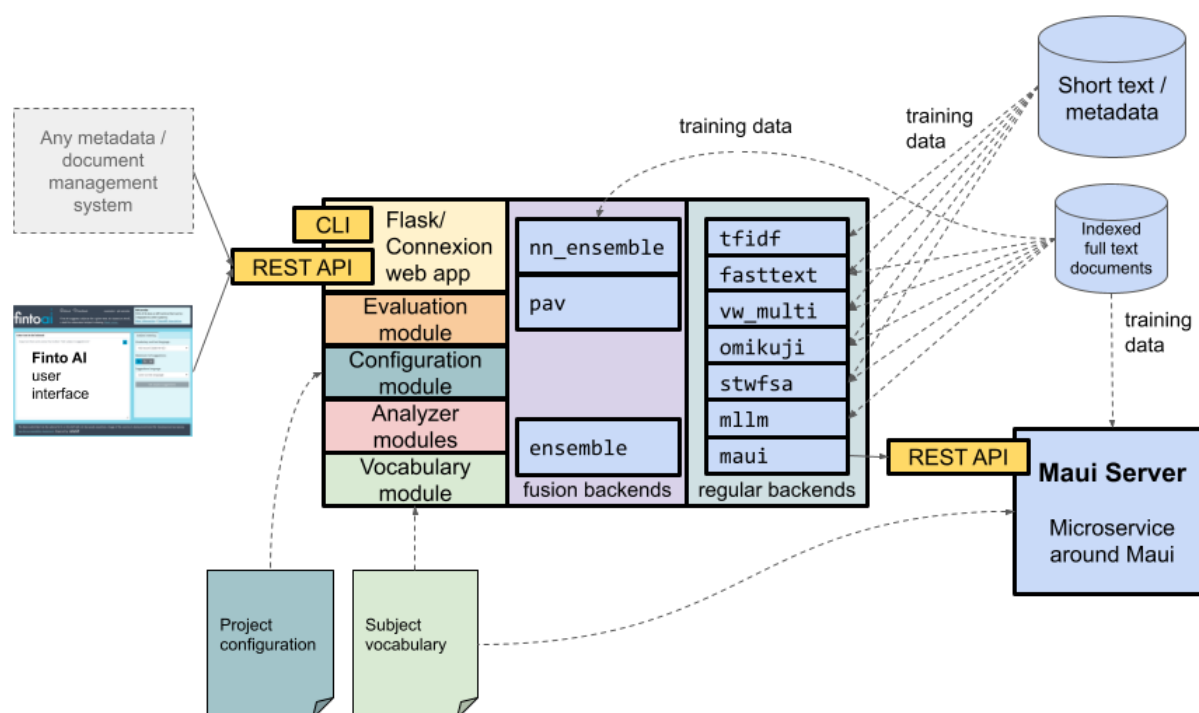 Any metadata /
document
management
system
fintoai
Finto AI
user
interface
CLI
REST API
Flask/
Connexion
web app
Evaluation
module
Configuration
module
Analyzer
modules
Vocabulary
module
training data
nn_ensemble
pav
ensemble
fusion backends
tfidf
fasttext
vw_multi
omikuji
stwfsa
mllm
maui
regular backends
training
data
Short text /
metadata
Indexed
full text
documents
training
data
REST API
Maui Server
Microservice
around Maui
Project
configuration
Subject
vocabulary